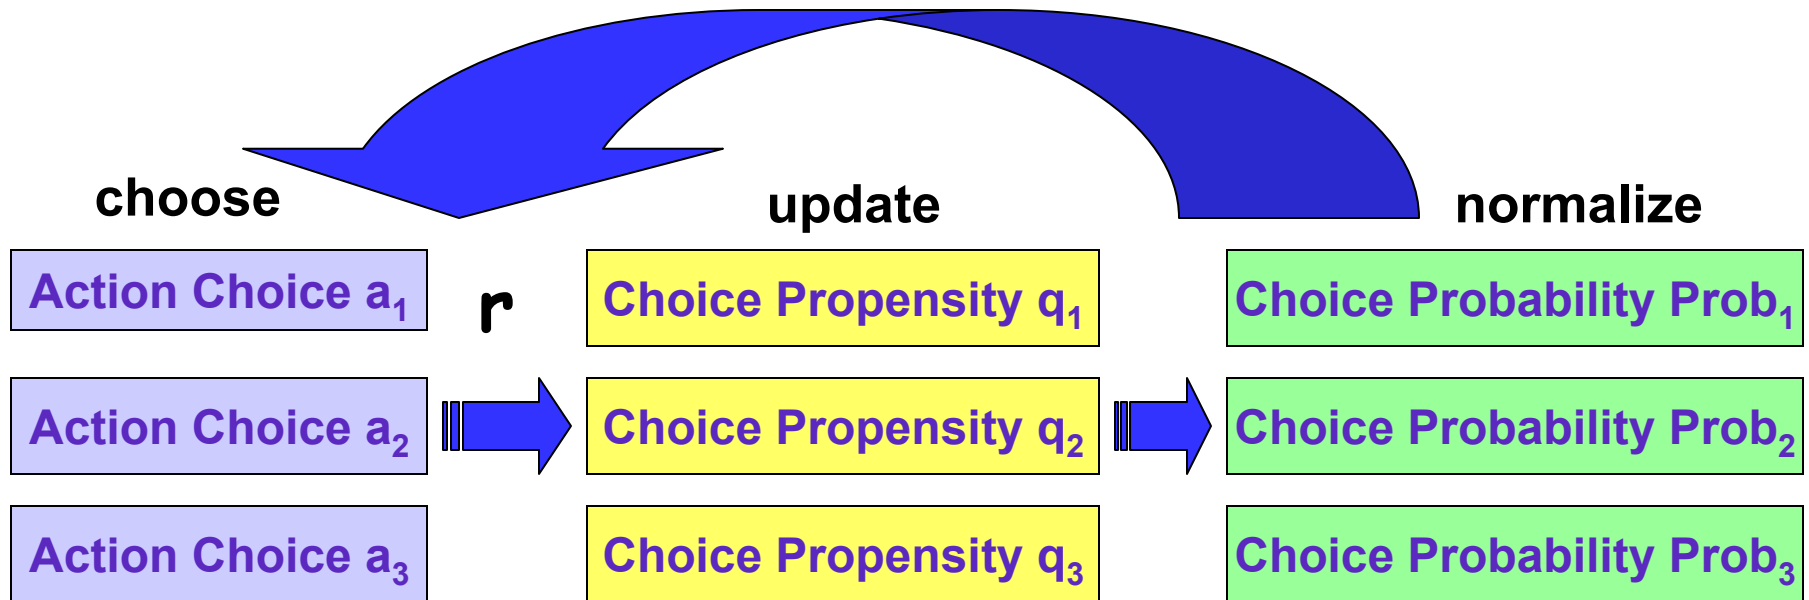 choose update normalize
Action Choice a₁ r Choice Propensity q₁ Choice Probability Prob₁
Action Choice a₂ Choice Propensity q₂ Choice Probability Prob₂
Action Choice a₃ Choice Propensity q₃ Choice Probability Prob₃